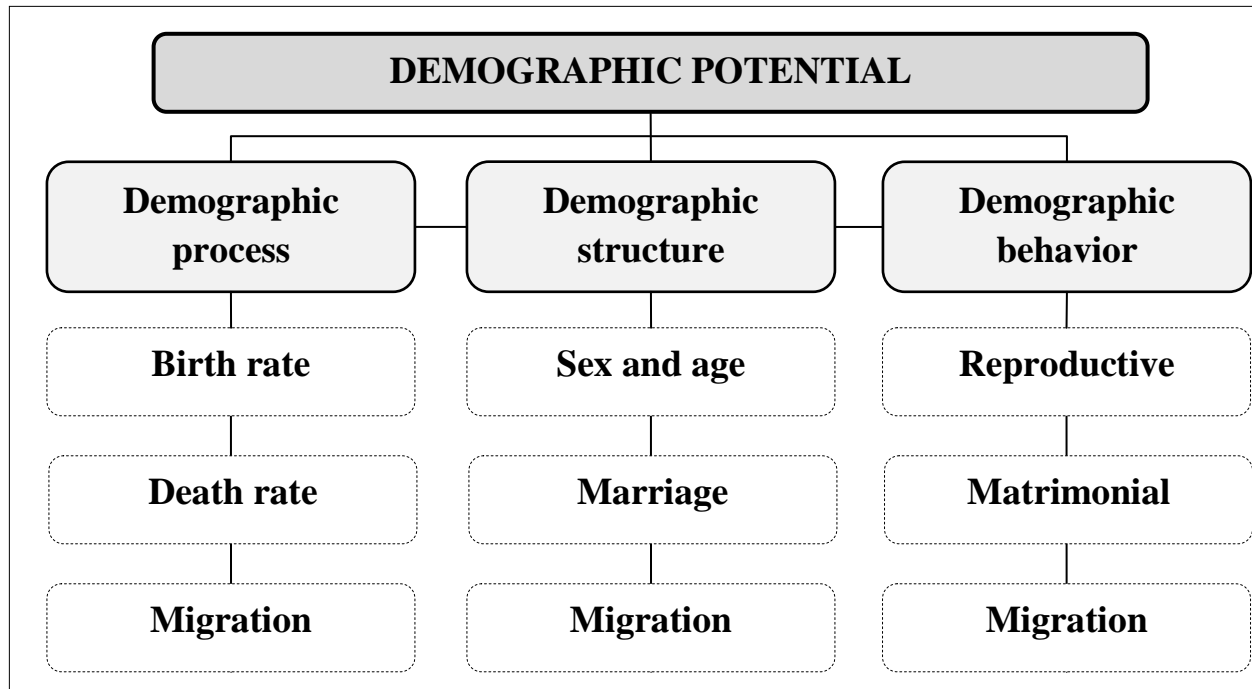 DEMOGRAPHIC POTENTIAL
Demographic
process
Demographic
structure
Demographic
behavior
Birth rate
Sex and age
Reproductive
Death rate
Marriage
Matrimonial
Migration
Migration
Migration